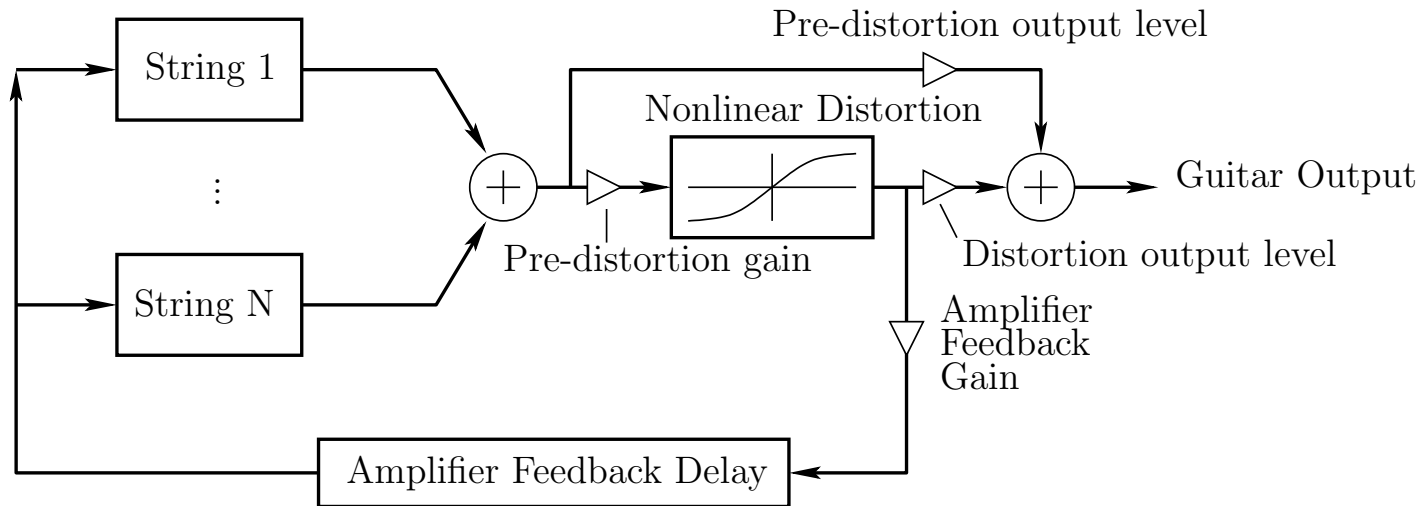 Pre-distortion output level
String 1
Nonlinear Distortion
⋮
+
+
Guitar Output
Pre-distortion gain
Distortion output level
String N
Amplifier
Feedback
Gain
Amplifier Feedback Delay